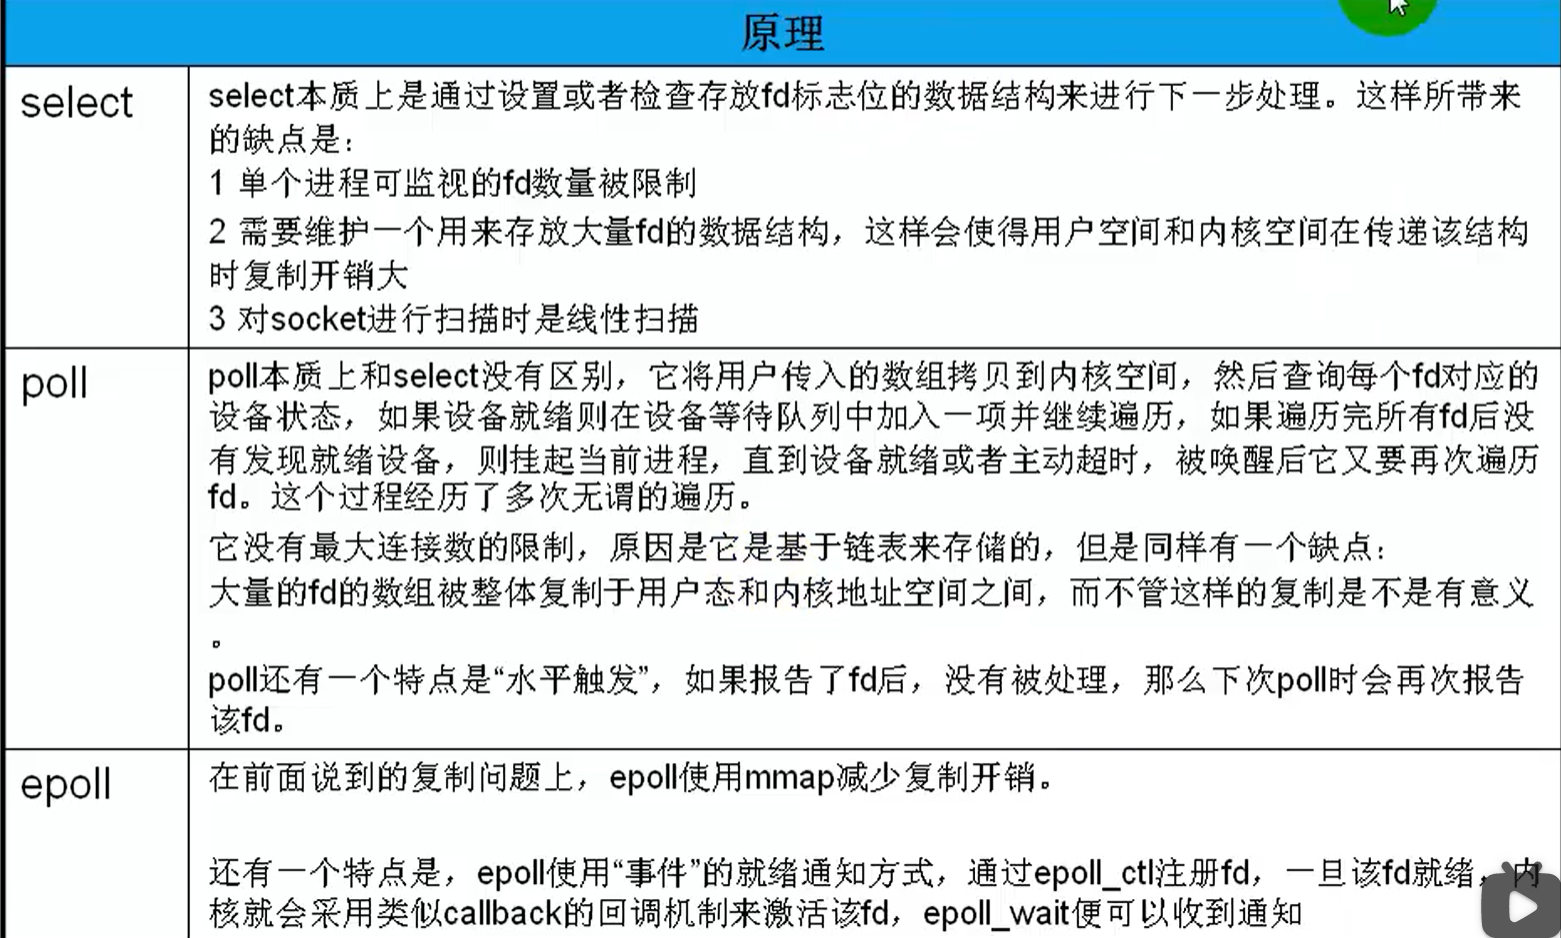 原理
select
select本质上是通过设置或者检查存放fd标志位的数据结构来进行下一步处理。这样所带来
的缺点是：
1 单个进程可监视的fd数量被限制
2 需要维护一个用来存放大量fd的数据结构，这样会使得用户空间和内核空间在传递该结构
时复制开销大
3 对socket进行扫描时是线性扫描
poll
poll本质上和select没有区别，它将用户传入的数组拷贝到内核空间，然后查询每个fd对应的
设备状态，如果设备就绪则在设备等待队列中加入一项并继续遍历，如果遍历完所有fd后没
有发现就绪设备，则挂起当前进程，直到设备就绪或者主动超时，被唤醒后它又要再次遍历
fd。这个过程经历了多次无谓的遍历。
它没有最大连接数的限制，原因是它是基于链表来存储的，但是同样有一个缺点：
大量的fd的数组被整体复制于用户态和内核地址空间之间，而不管这样的复制是不是有意义
。
poll还有一个特点是“水平触发”，如果报告了fd后，没有被处理，那么下次poll时会再次报告
该fd。
epoll
在前面说到的复制问题上，epoll使用mmap减少复制开销。
还有一个特点是，epoll使用“事件”的就绪通知方式，通过epoll_ctl注册fd，一旦该fd就绪，内
核就会采用类似callback的回调机制来激活该fd，epoll_wait便可以收到通知